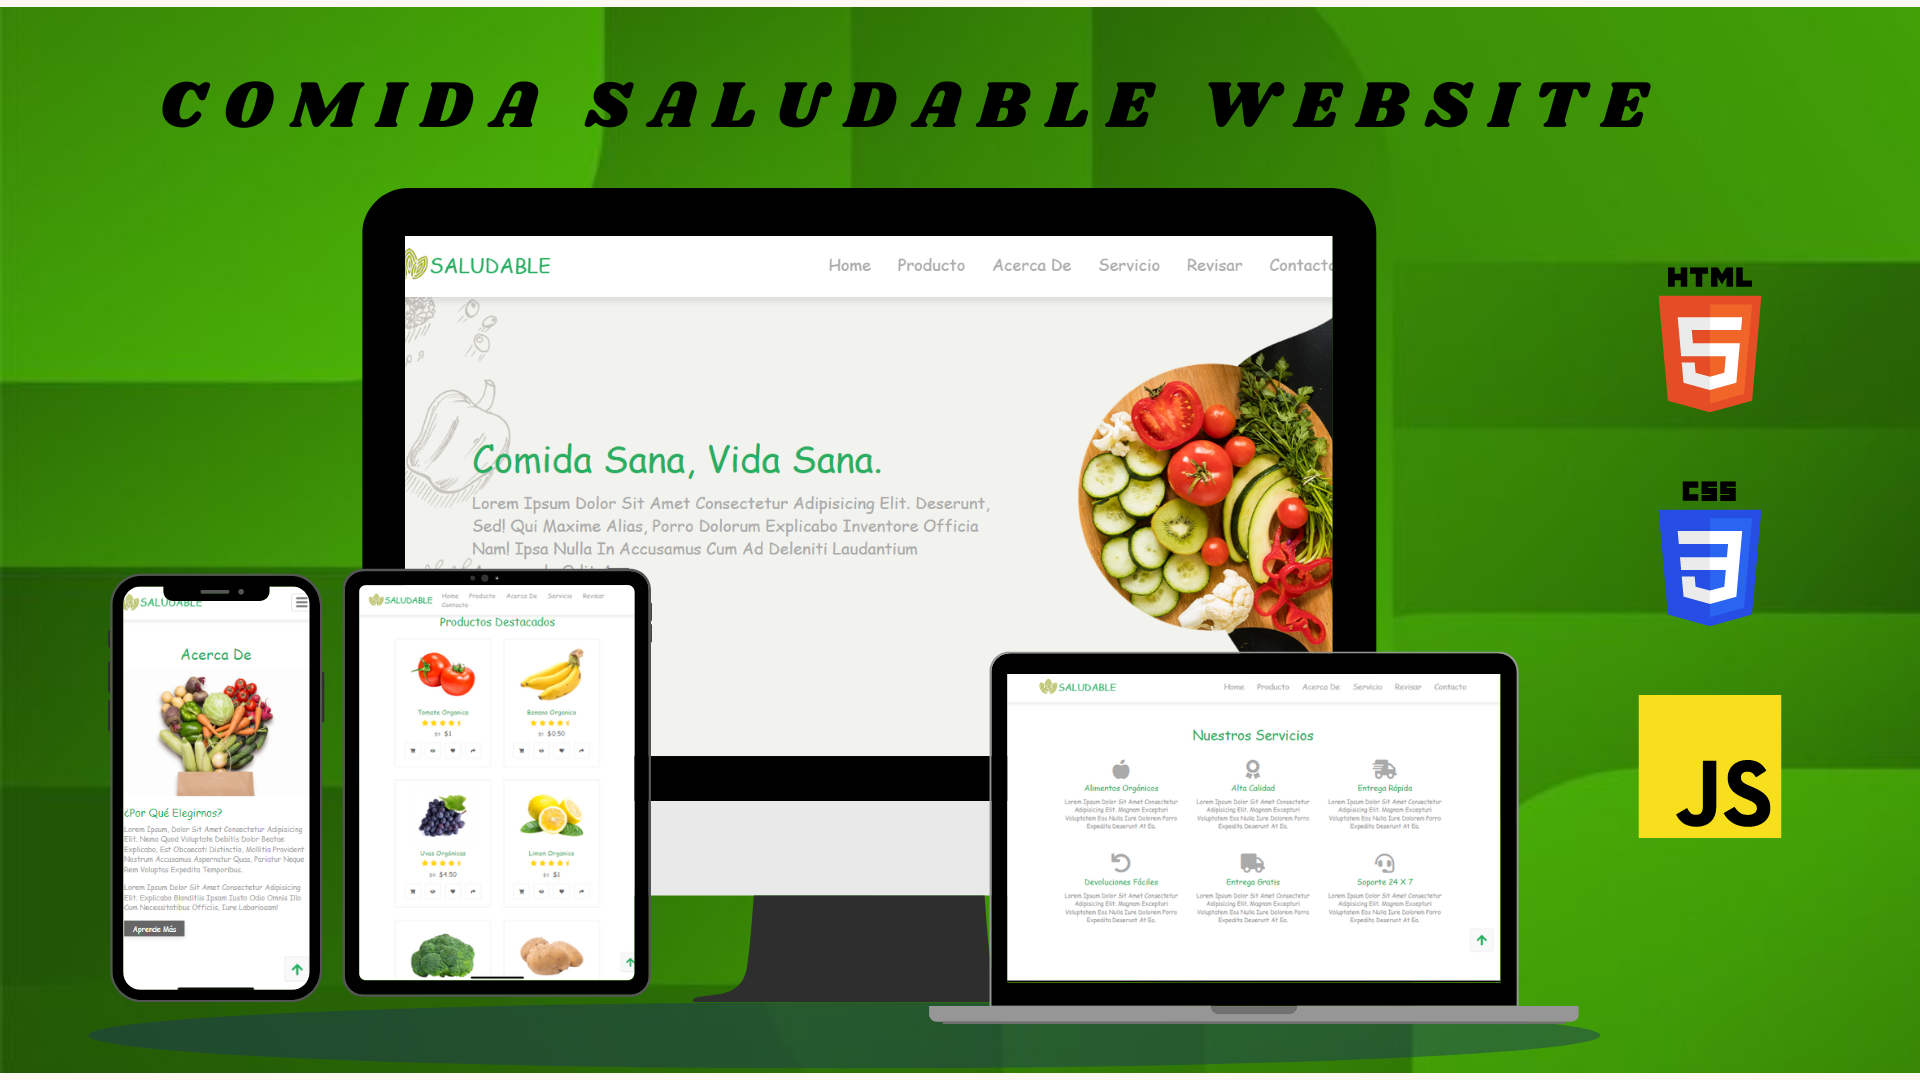 COMIDA SALUDABLE WEBSITE
SALUDABLE
Home Producto Acerca De Servicio Revisar Contacto
Comida Sana, Vida Sana.
Lorem Ipsum Dolor Sit Amet Consectetur Adipisicing Elit. Deserunt,
Sed! Qui Maxime Alias, Porro Dolorum Explicabo Inventore Officia
Nam! Ipsa Nulla In Accusamus Cum Ad Deleniti Laudantium
HTML
5
CSS
3
JS
SALUDABLE
Acerca De
¿Por Qué Elegirnos?
Lorem Ipsum, Dolor Sit Amet Consectetur Adipisicing
Elit. Nemo Quod Voluptate Debitis Dolor Beatae
Explicabo, Est Obcaecati Distinctio, Mollitia Provident
Nostrum Accusamus Aspernatur Quas, Pariatur Neque
Rem Voluptas Expedita Temporibus.
Lorem Ipsum Dolor Sit Amet Consectetur Adipisicing
Elit. Explicabo Blanditiis Ipsam Iusto Odio Omnis Illo
Cum Necessitatibus Officiis, Iure Laboriosam!
Aprende Más
SALUDABLE
Home Producto Acerca De Servicio Revisar
Contacto
Productos Destacados
Tomate Organico
$1
Banano Organico
$0.50
Uvas Orgánicas
$4.50
Limon Organico
$1
SALUDABLE
Home Producto Acerca De Servicio Revisar Contacto
Nuestros Servicios
Alimentos Orgánicos
Lorem Ipsum Dolor Sit Amet Consectetur
Adipisicing Elit. Magnam Excepturi
Voluptatem Eos Nulla Iure Dolorem Porro
Expedita Deserunt At Ea.
Alta Calidad
Lorem Ipsum Dolor Sit Amet Consectetur
Adipisicing Elit. Magnam Excepturi
Voluptatem Eos Nulla Iure Dolorem Porro
Expedita Deserunt At Ea.
Entrega Rápida
Lorem Ipsum Dolor Sit Amet Consectetur
Adipisicing Elit. Magnam Excepturi
Voluptatem Eos Nulla Iure Dolorem Porro
Expedita Deserunt At Ea.
Devoluciones Fáciles
Lorem Ipsum Dolor Sit Amet Consectetur
Adipisicing Elit. Magnam Excepturi
Voluptatem Eos Nulla Iure Dolorem Porro
Expedita Deserunt At Ea.
Entrega Gratis
Lorem Ipsum Dolor Sit Amet Consectetur
Adipisicing Elit. Magnam Excepturi
Voluptatem Eos Nulla Iure Dolorem Porro
Expedita Deserunt At Ea.
Soporte 24 X 7
Lorem Ipsum Dolor Sit Amet Consectetur
Adipisicing Elit. Magnam Excepturi
Voluptatem Eos Nulla Iure Dolorem Porro
Expedita Deserunt At Ea.